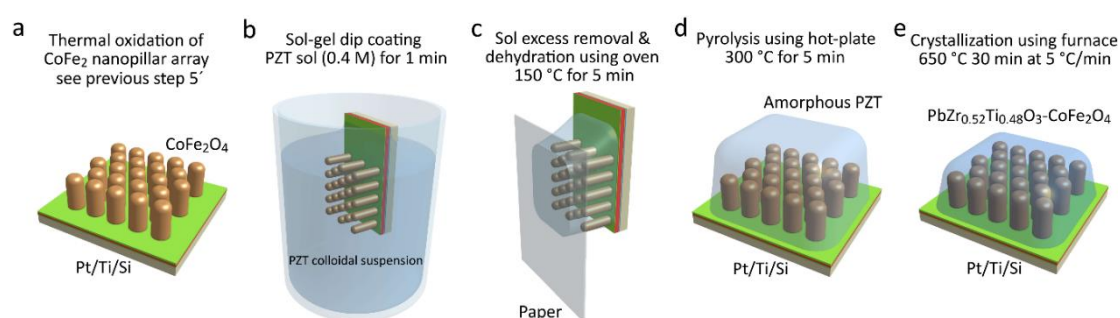 a
Thermal oxidation of
CoFe₂ nanopillar array
see previous step 5´
CoFe₂O₄
Pt/Ti/Si
b
Sol-gel dip coating
PZT sol (0.4 M) for 1 min
PZT colloidal suspension
c
Sol excess removal &
dehydration using oven
150 °C for 5 min
Paper
d
Pyrolysis using hot-plate
300 °C for 5 min
Amorphous PZT
Pt/Ti/Si
e
Crystallization using furnace
650 °C 30 min at 5 °C/min
PbZr₀.₅₂Ti₀.₄₈O₃-CoFe₂O₄
Pt/Ti/Si